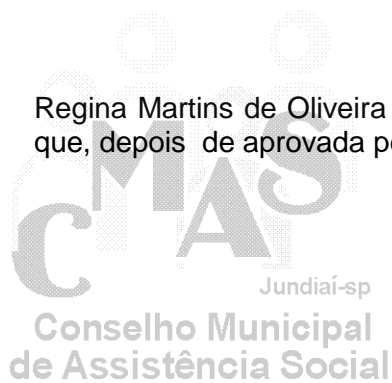 Regina Martins de Oliveira
que, depois de aprovada
CMAS
Jundiaí-sp
Conselho Municipal
de Assistência Social